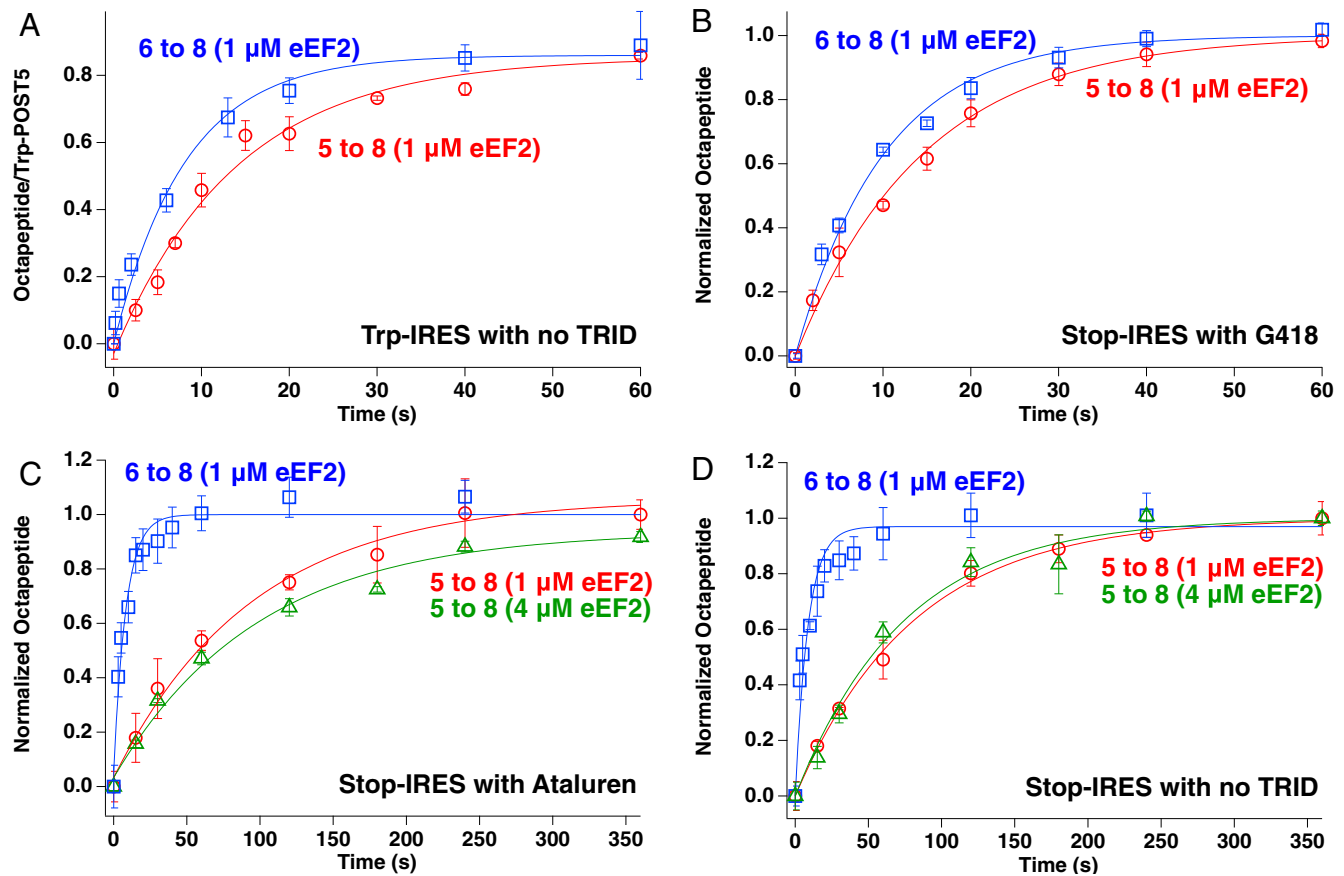 A
6 to 8 (1 µM eEF2)
5 to 8 (1 µM eEF2)
Trp-IRES with no TRID
Octapeptide/Trp-POST5
0.8
0.6
0.4
0.2
0.0
0
10
20
30
40
50
60
Time (s)
B
6 to 8 (1 µM eEF2)
5 to 8 (1 µM eEF2)
Stop-IRES with G418
Normalized Octapeptide
1.0
0.8
0.6
0.4
0.2
0.0
0
10
20
30
40
50
60
Time (s)
C
6 to 8 (1 µM eEF2)
5 to 8 (1 µM eEF2)
5 to 8 (4 µM eEF2)
Stop-IRES with Ataluren
Normalized Octapeptide
1.2
1.0
0.8
0.6
0.4
0.2
0.0
0
50
100
150
200
250
300
350
Time (s)
D
6 to 8 (1 µM eEF2)
5 to 8 (1 µM eEF2)
5 to 8 (4 µM eEF2)
Stop-IRES with no TRID
Normalized Octapeptide
1.2
1.0
0.8
0.6
0.4
0.2
0.0
0
50
100
150
200
250
300
350
Time (s)